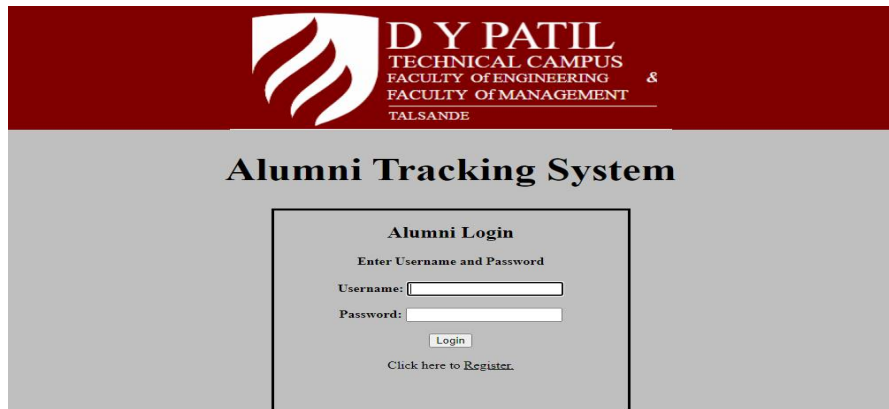 D Y PATIL
TECHNICAL CAMPUS
FACULTY Of ENGINEERING &
FACULTY Of MANAGEMENT
TALSANDE
Alumni Tracking System
Alumni Login
Enter Username and Password
Username:
Password:
Login
Click here to Register.